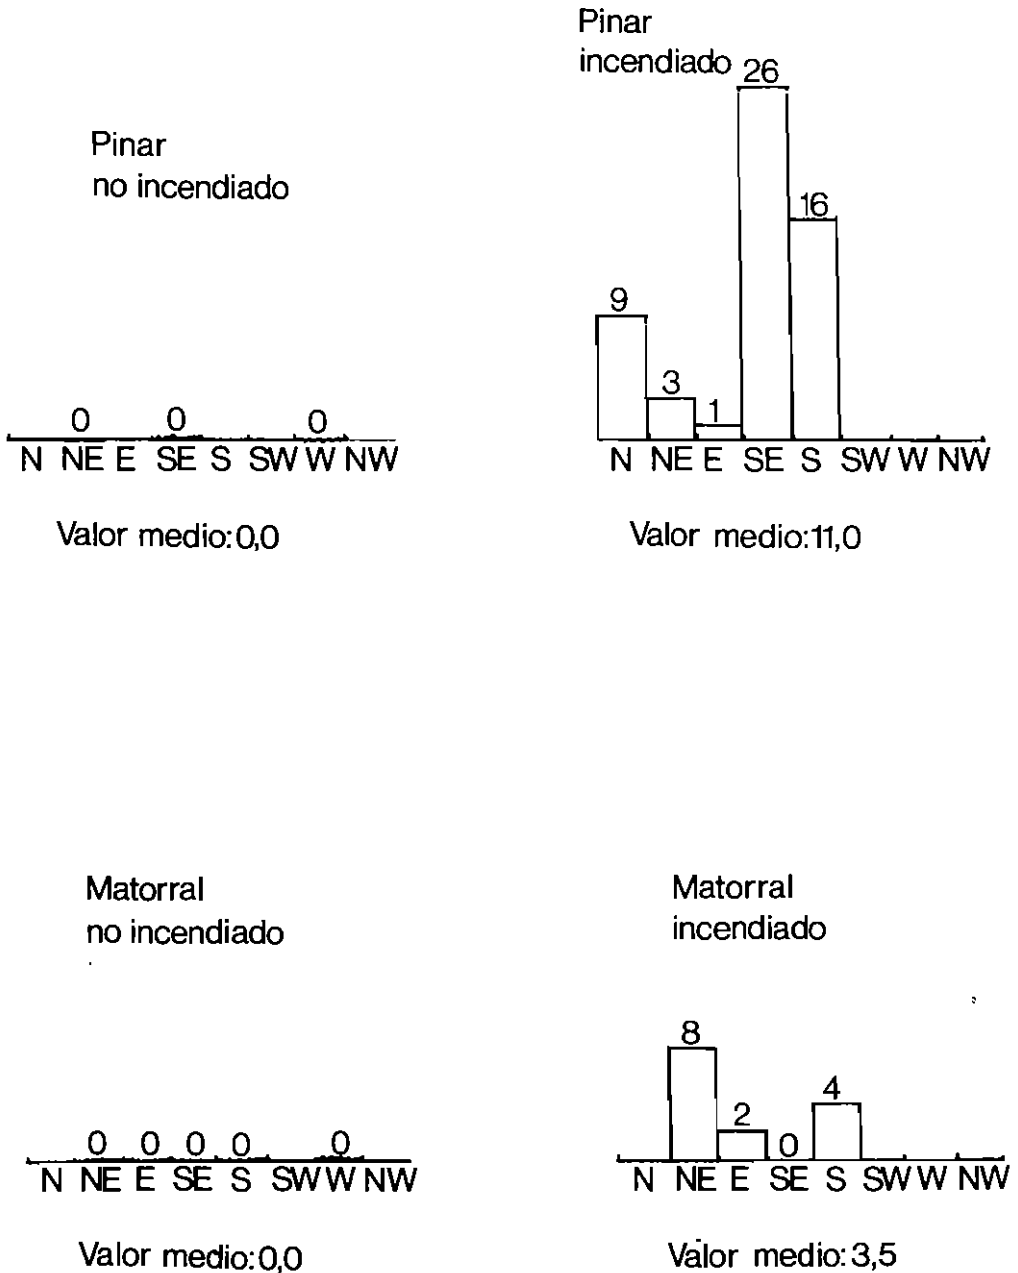 Pinar
no incendiado
0 0 0
N NE E SE S SW W NW
Valor medio:0,0
Pinar
incendiado
26
16
9
3
1
N NE E SE S SW W NW
Valor medio:11,0
Matorral
no incendiado
0 0 0 0 0
N NE E SE S SW W NW
Valor medio:0,0
Matorral
incendiado
8
4
2
0
N NE E SE S SW W NW
Valor medio:3,5